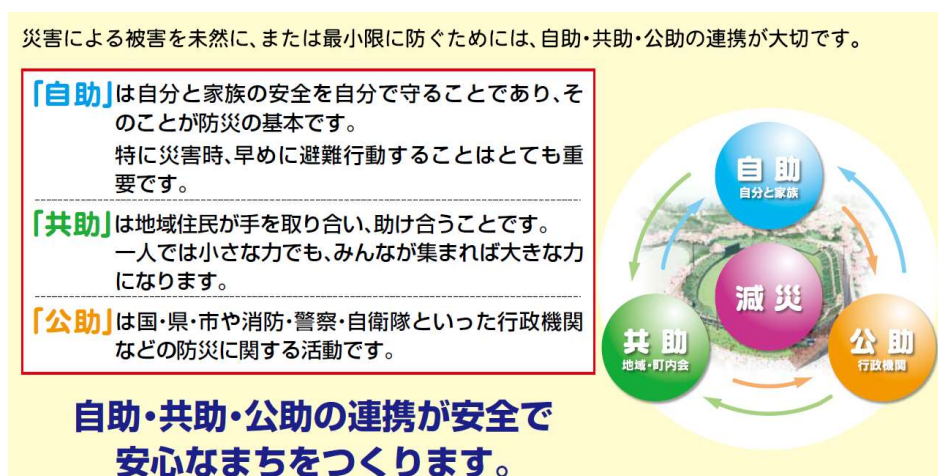 災害による被害を未然に、または最小限に防ぐためには、自助・共助・公助の連携が大切です。
「自助」は自分と家族の安全を自分で守ることであり、そ
のことが防災の基本です。
特に災害時、早めに避難行動することはとても重
要です。
「共助」は地域住民が手を取り合い、助け合うことです。
一人では小さな力でも、みんなが集まれば大きな力
になります。
「公助」は国・県・市や消防・警察・自衛隊といった行政機関
などの防災に関する活動です。
自助・共助・公助の連携が安全で
安心なまちをつくります。
自助
自分と家族
減災
共助
地域・町内会
公助
行政機関